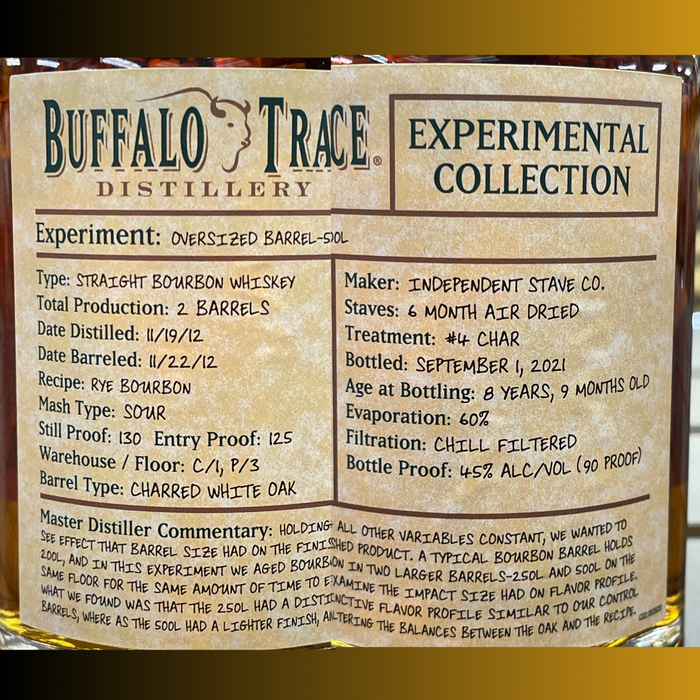 BUFFALO TRACE®
DISTILLERY
EXPERIMENTAL
COLLECTION
Experiment: OVERSIZED BARREL-500L
Type: STRAIGHT BOURBON WHISKEY
Total Production: 2 BARRELS
Date Distilled: 11/19/12
Date Barreled: 11/22/12
Recipe: RYE BOURBON
Mash Type: SOUR
Still Proof: 130 Entry Proof: 125
Warehouse / Floor: C/1, P/3
Barrel Type: CHARRED WHITE OAK
Maker: INDEPENDENT STAVE CO.
Staves: 6 MONTH AIR DRIED
Treatment: #4 CHAR
Bottled: SEPTEMBER 1, 2021
Age at Bottling: 8 YEARS, 9 MONTHS OLD
Evaporation: 60%
Filtration: CHILL FILTERED
Bottle Proof: 45% ALC/VOL (90 PROOF)
Master Distiller Commentary: HOLDING ALL OTHER VARIABLES CONSTANT, WE WANTED TO
SEE EFFECT THAT BARREL SIZE HAD ON THE FINISHED PRODUCT. A TYPICAL BOURBON BARREL HOLDS
200L, AND IN THIS EXPERIMENT WE AGED BOURBON IN TWO LARGER BARRELS-250L AND 500L ON THE
SAME FLOOR FOR THE SAME AMOUNT OF TIME TO EXAMINE THE IMPACT SIZE HAD ON FLAVOR PROFILE.
WHAT WE FOUND WAS THAT THE 250L HAD A DISTINCTIVE FLAVOR PROFILE SIMILAR TO OUR CONTROL
BARRELS, WHERE AS THE 500L HAD A LIGHTER FINISH, ALTERING THE BALANCES BETWEEN THE OAK AND THE RECIPE.